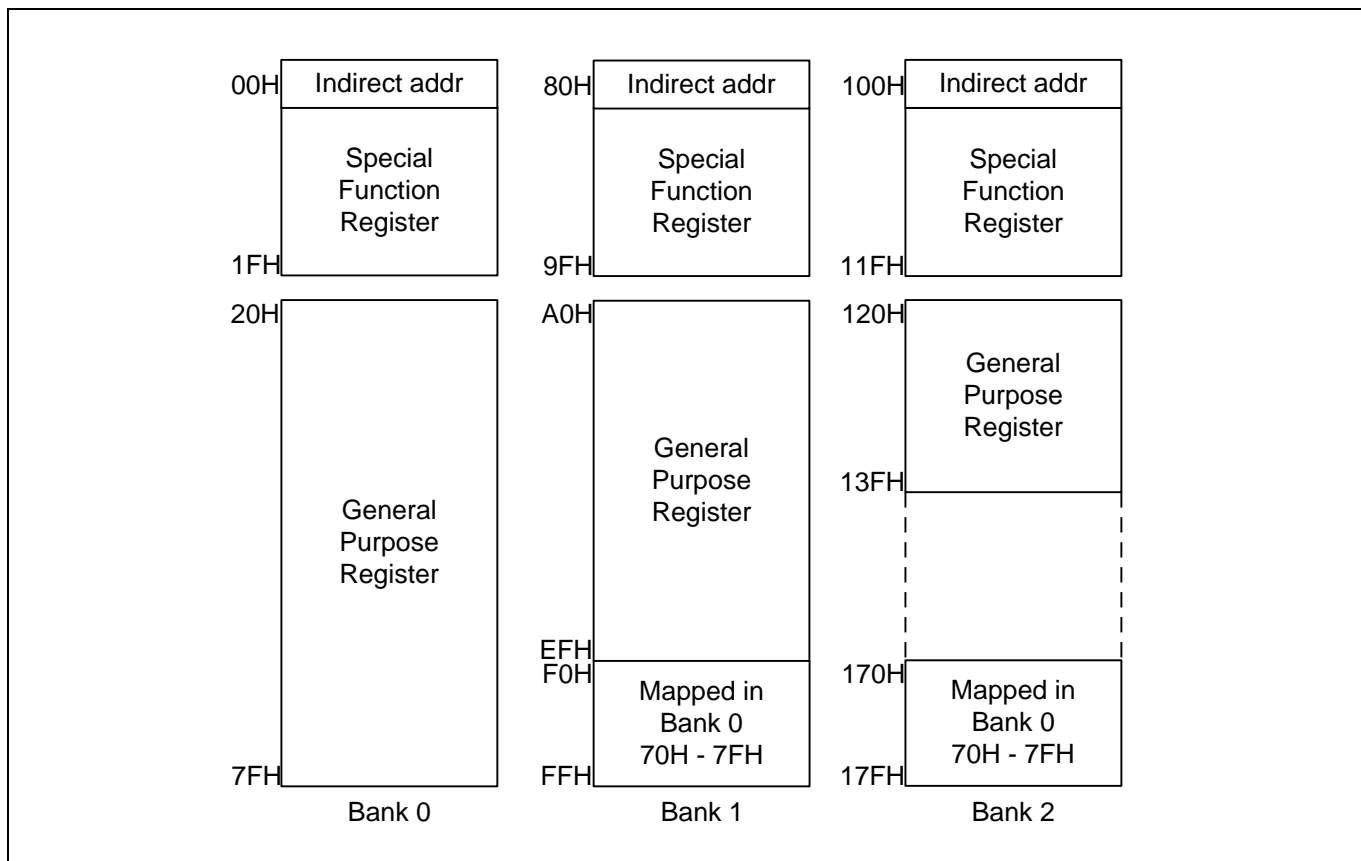 00H
Indirect addr
Special
Function
Register
1FH
20H
General
Purpose
Register
7FH
Bank 0
80H
Indirect addr
Special
Function
Register
9FH
A0H
General
Purpose
Register
EFH
F0H
Mapped in
Bank 0
70H - 7FH
FFH
Bank 1
100H
Indirect addr
Special
Function
Register
11FH
120H
General
Purpose
Register
13FH
170H
Mapped in
Bank 0
70H - 7FH
17FH
Bank 2